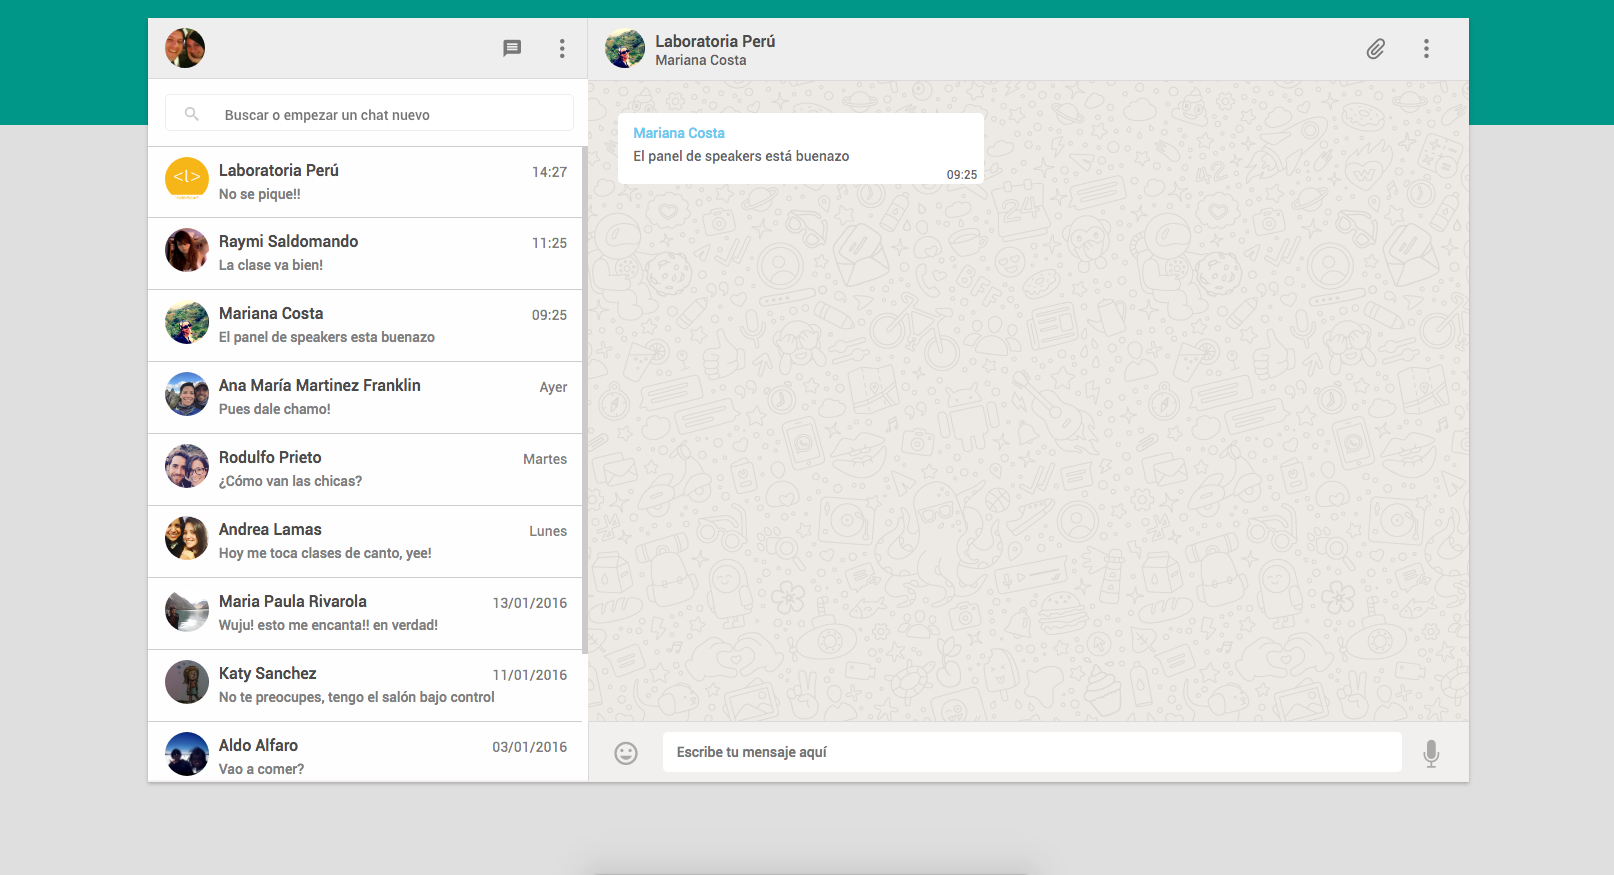 Buscar o empezar un chat nuevo
<l>
Laboratoria Perú
14:27
No se pique!!
Raymi Saldomando
11:25
La clase va bien!
Mariana Costa
09:25
El panel de speakers esta buenazo
Ana María Martinez Franklin
Ayer
Pues dale chamo!
Rodulfo Prieto
Martes
¿Cómo van las chicas?
Andrea Lamas
Lunes
Hoy me toca clases de canto, yee!
Maria Paula Rivarola
13/01/2016
Wuju! esto me encanta!! en verdad!
Katy Sanchez
11/01/2016
No te preocupes, tengo el salón bajo control
Aldo Alfaro
03/01/2016
Vao a comer?
Laboratoria Perú
Mariana Costa
Mariana Costa
El panel de speakers está buenazo
09:25
24
Escribe tu mensaje aquí